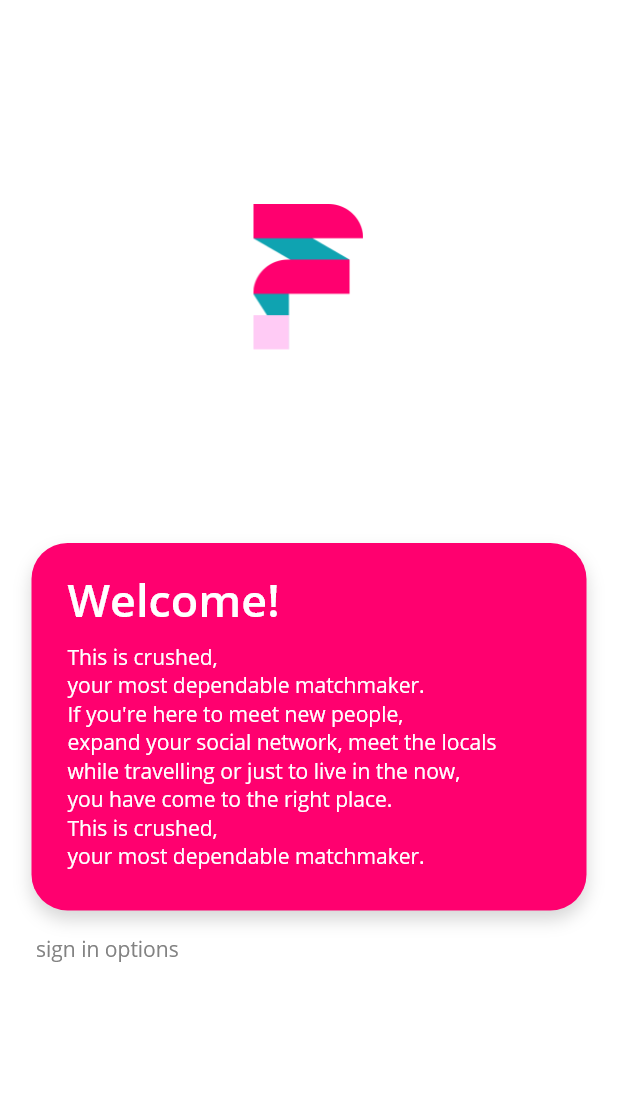 Welcome!
This is crushed,
your most dependable matchmaker.
If you're here to meet new people,
expand your social network, meet the locals
while travelling or just to live in the now,
you have come to the right place.
This is crushed,
your most dependable matchmaker.
sign in options